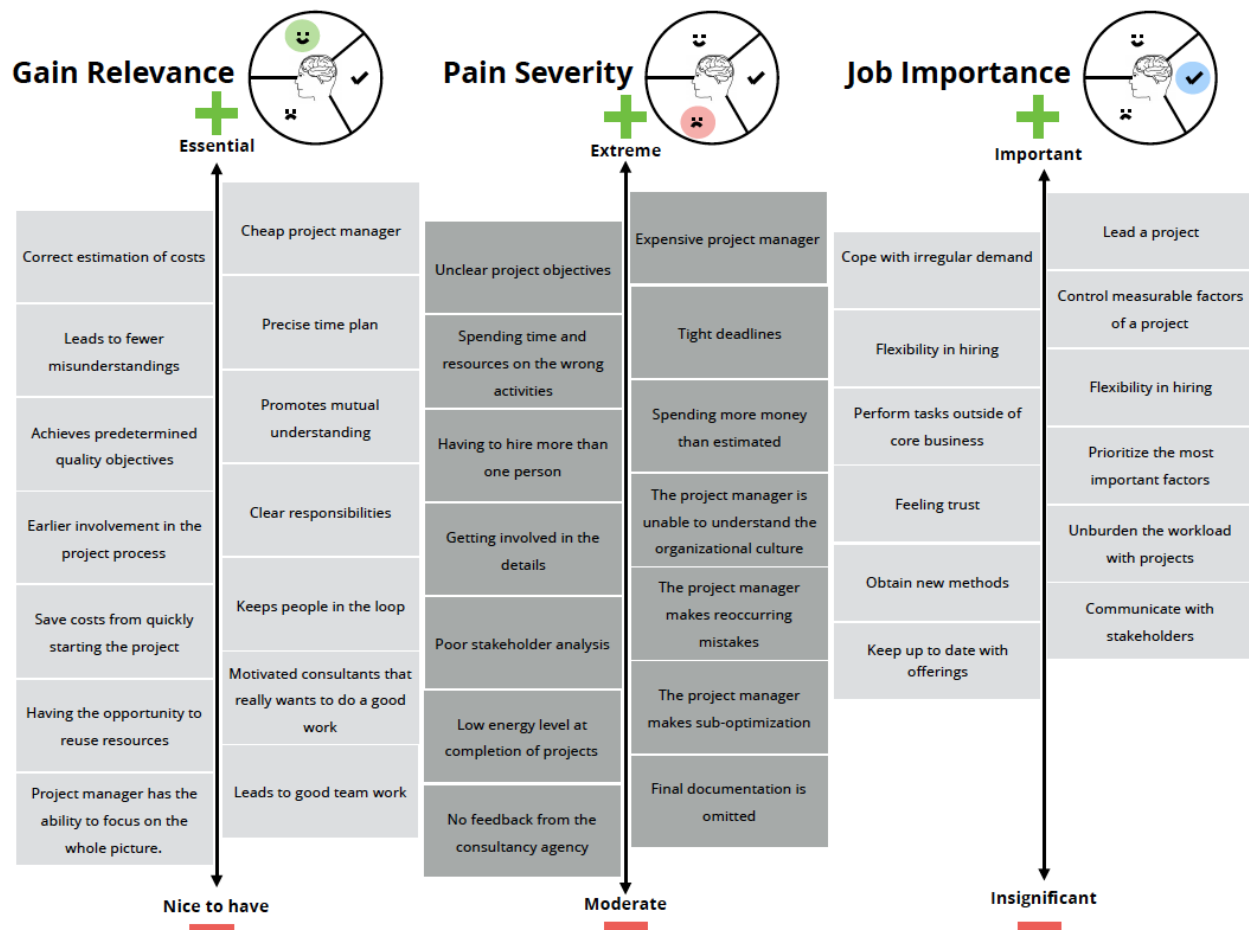 Gain Relevance
Essential
Correct estimation of costs
Leads to fewer
misunderstandings
Achieves predetermined
quality objectives
Earlier involvement in the
project process
Save costs from quickly
starting the project
Having the opportunity to
reuse resources
Project manager has the
ability to focus on the
whole picture.
Cheap project manager
Precise time plan
Promotes mutual
understanding
Clear responsibilities
Keeps people in the loop
Motivated consultants that
really wants to do a good
work
Leads to good team work
Nice to have
Pain Severity
Extreme
Unclear project objectives
Spending time and
resources on the wrong
activities
Having to hire more than
one person
Getting involved in the
details
Poor stakeholder analysis
Low energy level at
completion of projects
No feedback from the
consultancy agency
Expensive project manager
Tight deadlines
Spending more money
than estimated
The project manager is
unable to understand the
organizational culture
The project manager
makes reoccurring
mistakes
The project manager
makes sub-optimization
Final documentation is
omitted
Moderate
Job Importance
Important
Cope with irregular demand
Flexibility in hiring
Perform tasks outside of
core business
Feeling trust
Obtain new methods
Keep up to date with
offerings
Lead a project
Control measurable factors
of a project
Flexibility in hiring
Prioritize the most
important factors
Unburden the workload
with projects
Communicate with
stakeholders
Insignificant